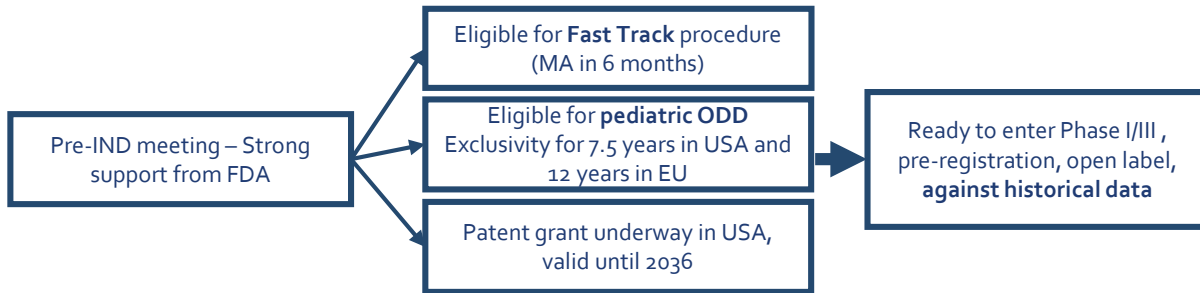 Pre-IND meeting – Strong
support from FDA
Eligible for Fast Track procedure
(MA in 6 months)
Eligible for pediatric ODD
Exclusivity for 7.5 years in USA and
12 years in EU
Patent grant underway in USA,
valid until 2036
Ready to enter Phase I/III ,
pre-registration, open label,
against historical data